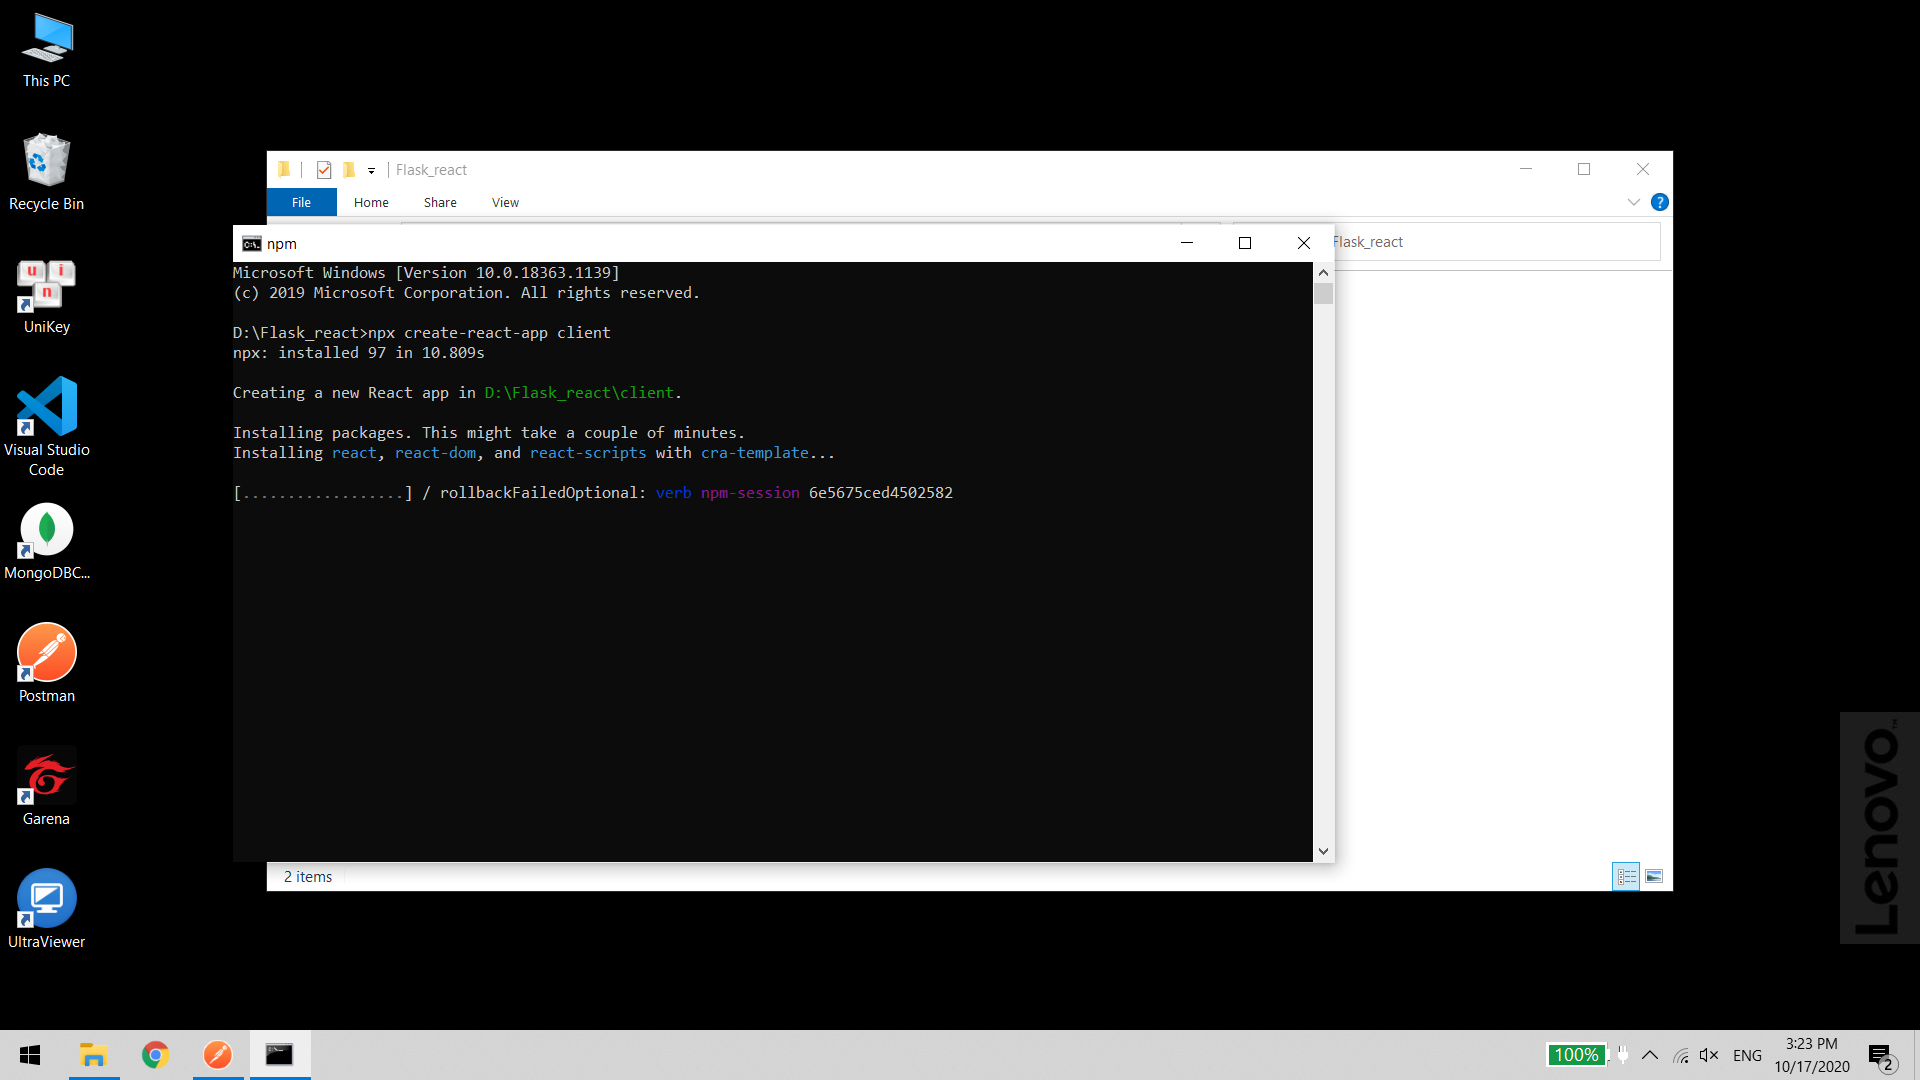 This PC
Recycle Bin
UniKey
Visual Studio
Code
MongoDBC...
Postman
Garena
UltraViewer
Flask_react
File Home Share View
Flask_react
npm
Microsoft Windows [Version 10.0.18363.1139]
(c) 2019 Microsoft Corporation. All rights reserved.
D:\Flask_react>npx create-react-app client
npx: installed 97 in 10.809s
Creating a new React app in D:\Flask_react\client.
Installing packages. This might take a couple of minutes.
Installing react, react-dom, and react-scripts with cra-template...
[..................] / rollbackFailedOptional: verb npm-session 6e5675ced4502582
2 items
Lenovo™
100%
ENG
3:23 PM
10/17/2020
2